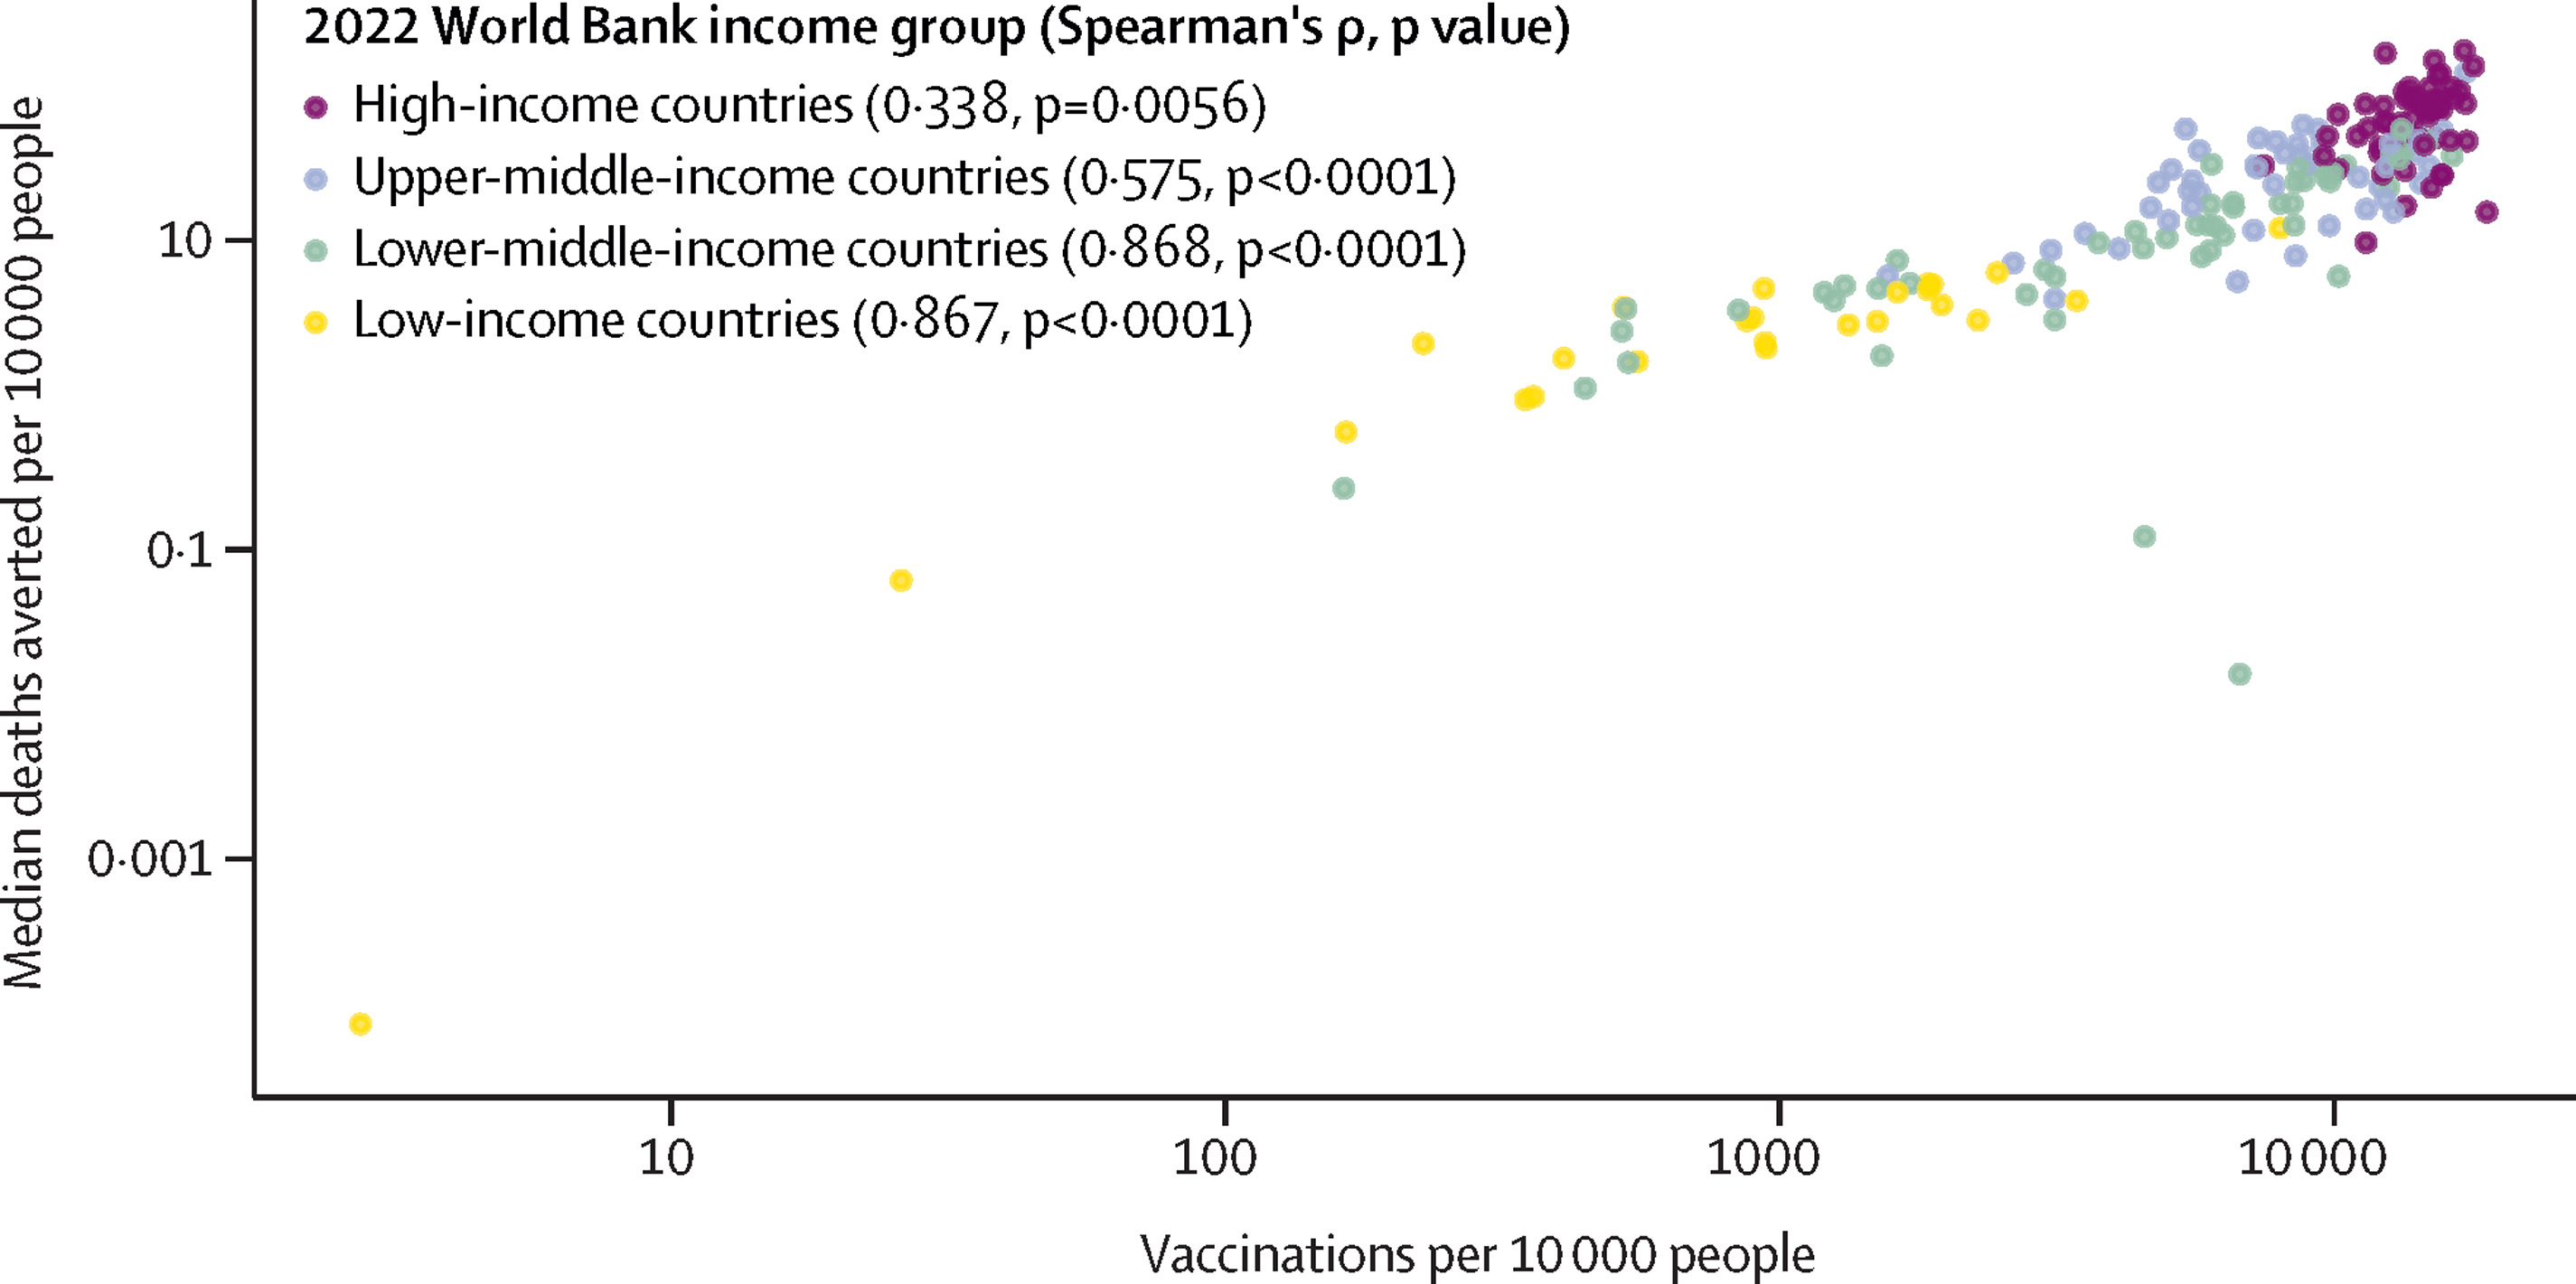 2022 World Bank income group (Spearman's ρ, p value)
High-income countries (0·338, p=0·0056)
Upper-middle-income countries (0·575, p<0·0001)
Lower-middle-income countries (0·868, p<0·0001)
Low-income countries (0·867, p<0·0001)
Median deaths averted per 10 000 people
10
0·1
0·001
10
100
1000
10 000
Vaccinations per 10 000 people